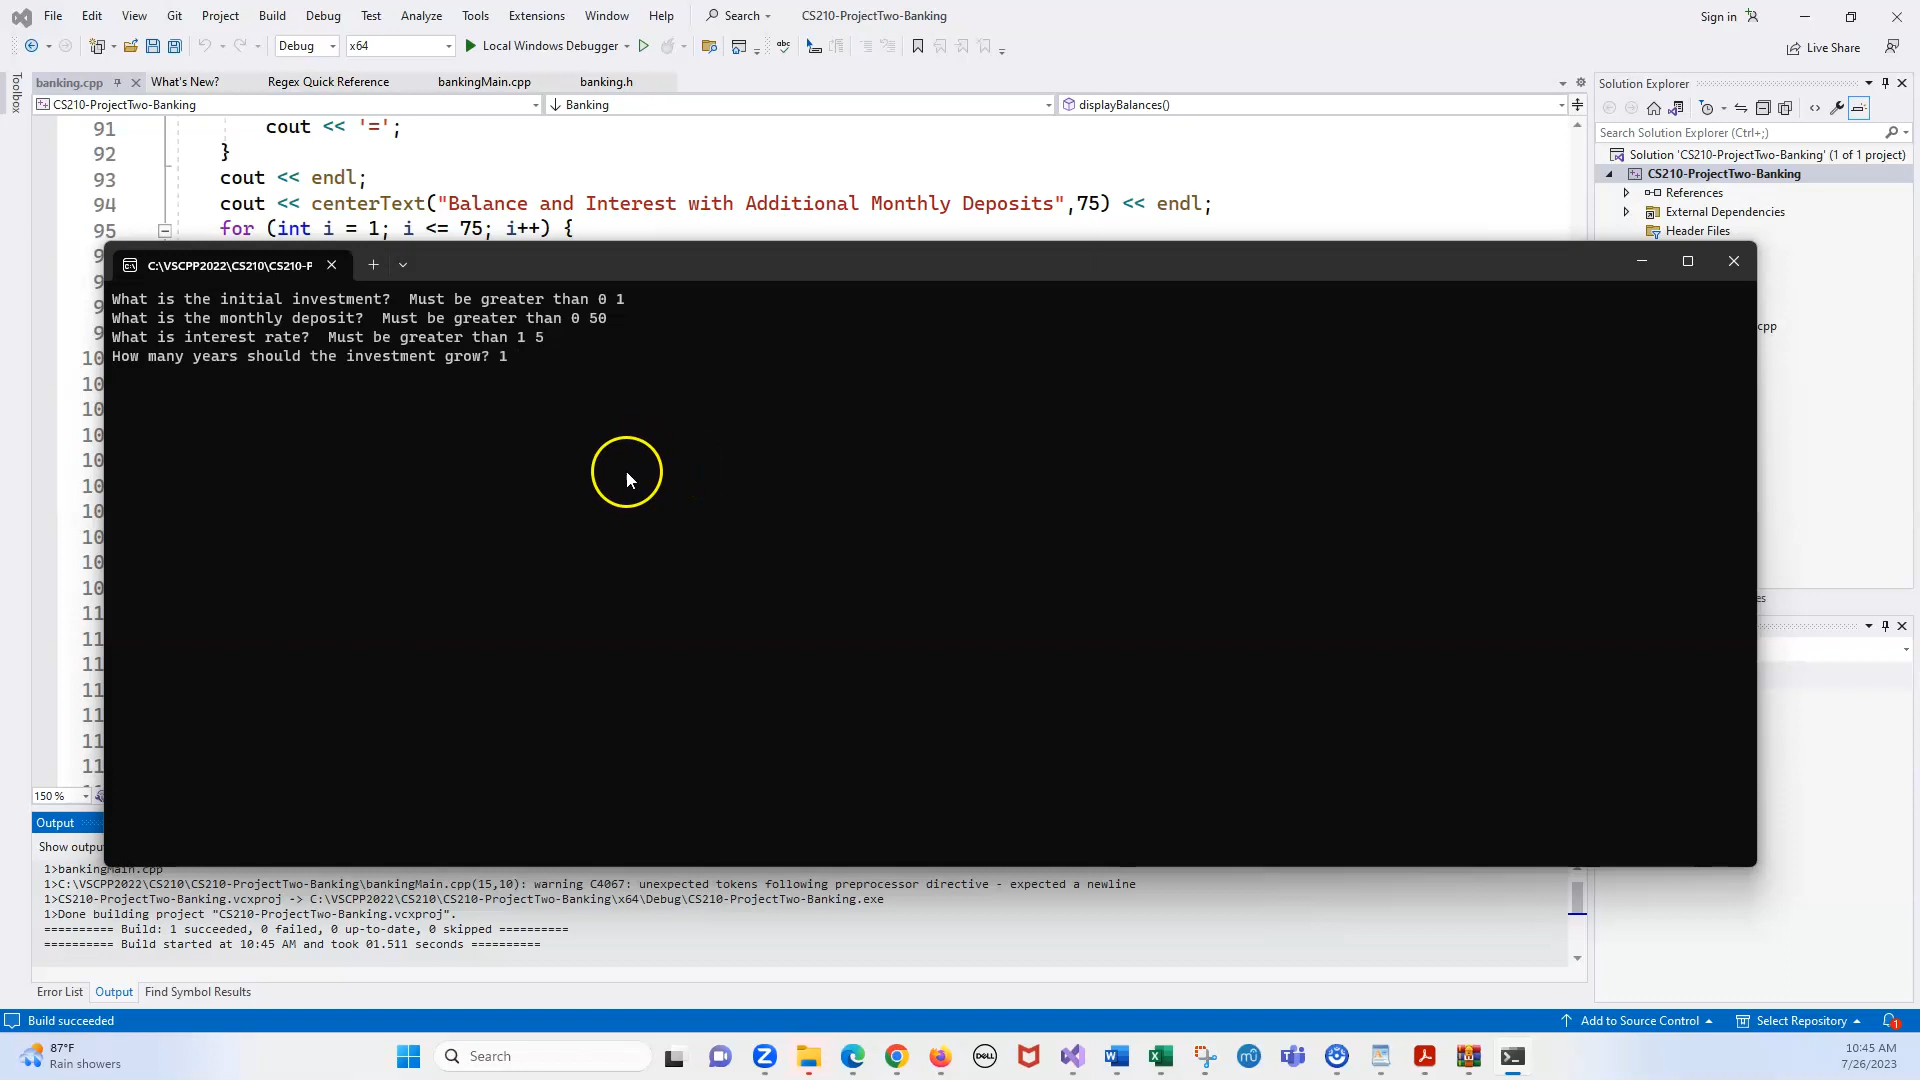 File Edit View Git Project Build Debug Test Analyze Tools Extensions Window Help Search CS210-ProjectTwo-Banking Sign in
Debug x64 Local Windows Debugger Live Share
banking.cpp What's New? Regex Quick Reference bankingMain.cpp banking.h
CS210-ProjectTwo-Banking Banking displayBalances()
91 cout << '=';
92 }
93 cout << endl;
94 cout << centerText("Balance and Interest with Additional Monthly Deposits",75) << endl;
95 for (int i = 1; i <= 75; i++) {
Toolbox
Solution Explorer
Search Solution Explorer (Ctrl+;)
Solution 'CS210-ProjectTwo-Banking' (1 of 1 project)
CS210-ProjectTwo-Banking
References
External Dependencies
Header Files
cpp
es
C:\VSCPP2022\CS210\CS210-P
What is the initial investment?  Must be greater than 0 1
What is the monthly deposit?  Must be greater than 0 50
What is interest rate?  Must be greater than 1 5
How many years should the investment grow? 1
150 %
Output
Show outpu
1>bankingMain.cpp
1>C:\VSCPP2022\CS210\CS210-ProjectTwo-Banking\bankingMain.cpp(15,10): warning C4067: unexpected tokens following preprocessor directive - expected a newline
1>CS210-ProjectTwo-Banking.vcxproj -> C:\VSCPP2022\CS210\CS210-ProjectTwo-Banking\x64\Debug\CS210-ProjectTwo-Banking.exe
1>Done building project "CS210-ProjectTwo-Banking.vcxproj".
========== Build: 1 succeeded, 0 failed, 0 up-to-date, 0 skipped ==========
========== Build started at 10:45 AM and took 01.511 seconds ==========
Error List Output Find Symbol Results
Build succeeded Add to Source Control Select Repository 1
87°F
Rain showers
Search
DELL
10:45 AM
7/26/2023